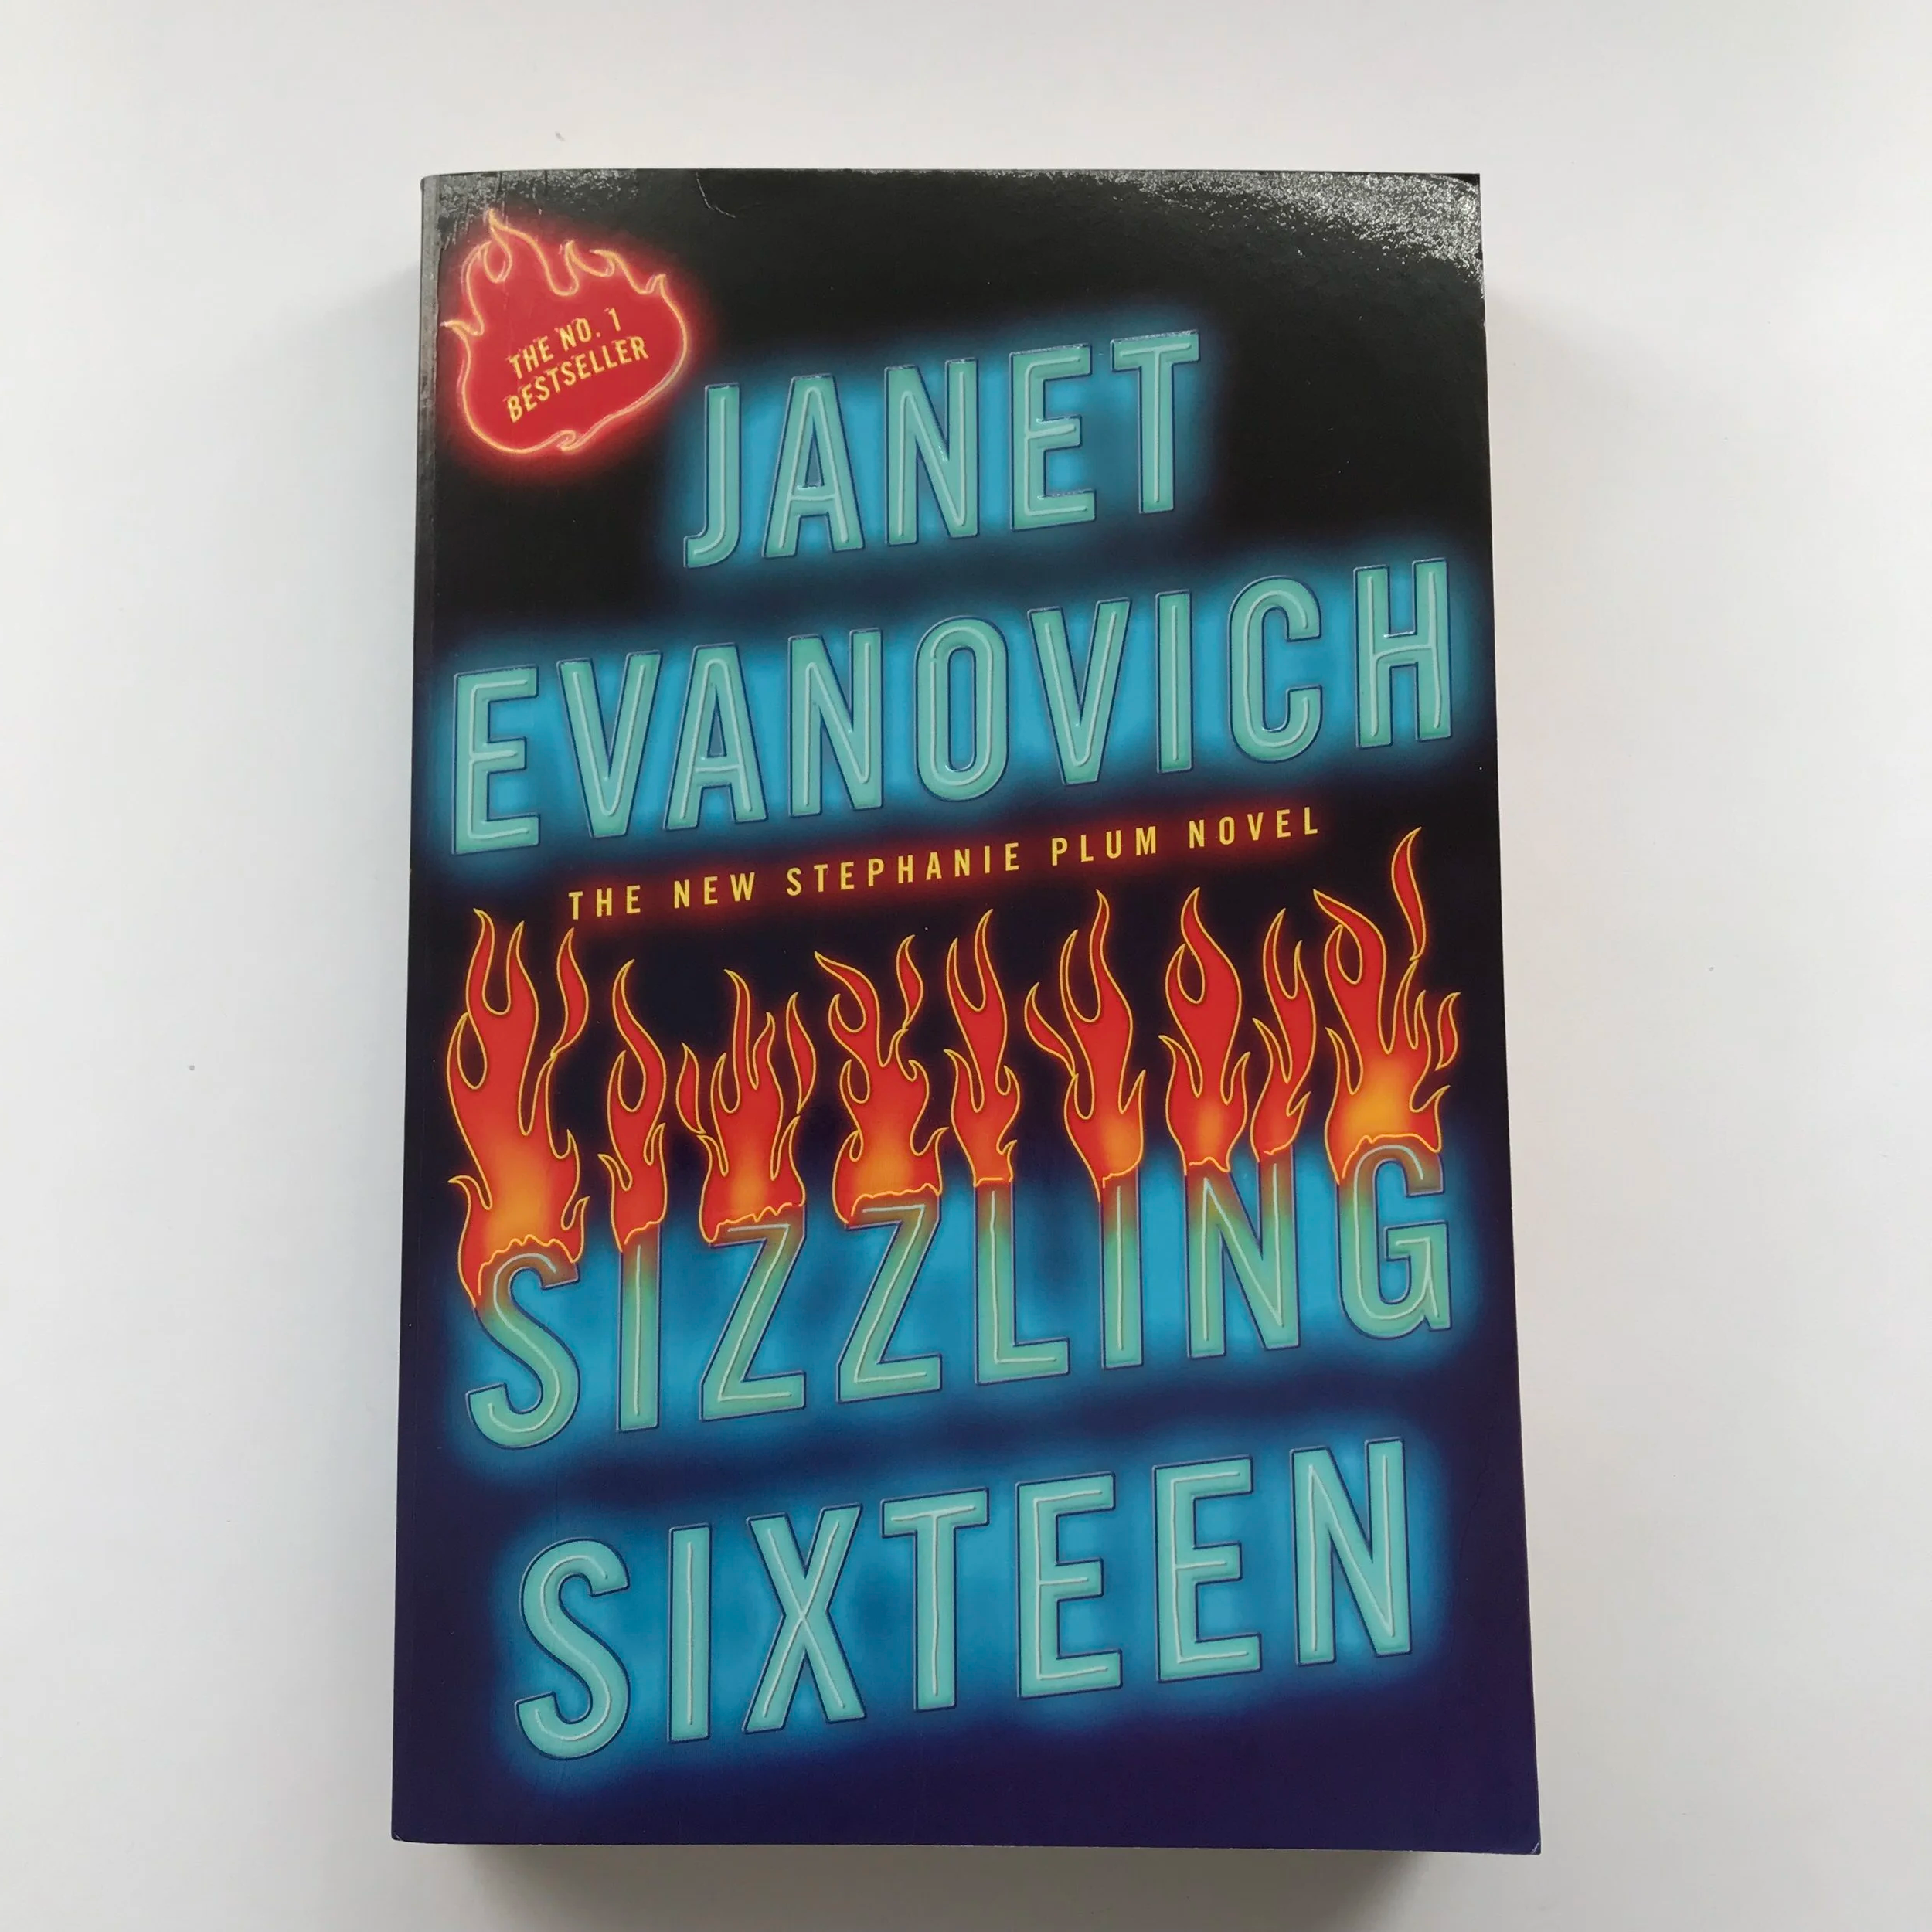 THE NO. 1
BESTSELLER
JANET
EVANOVICH
THE NEW STEPHANIE PLUM NOVEL
SIZZLING
SIXTEEN